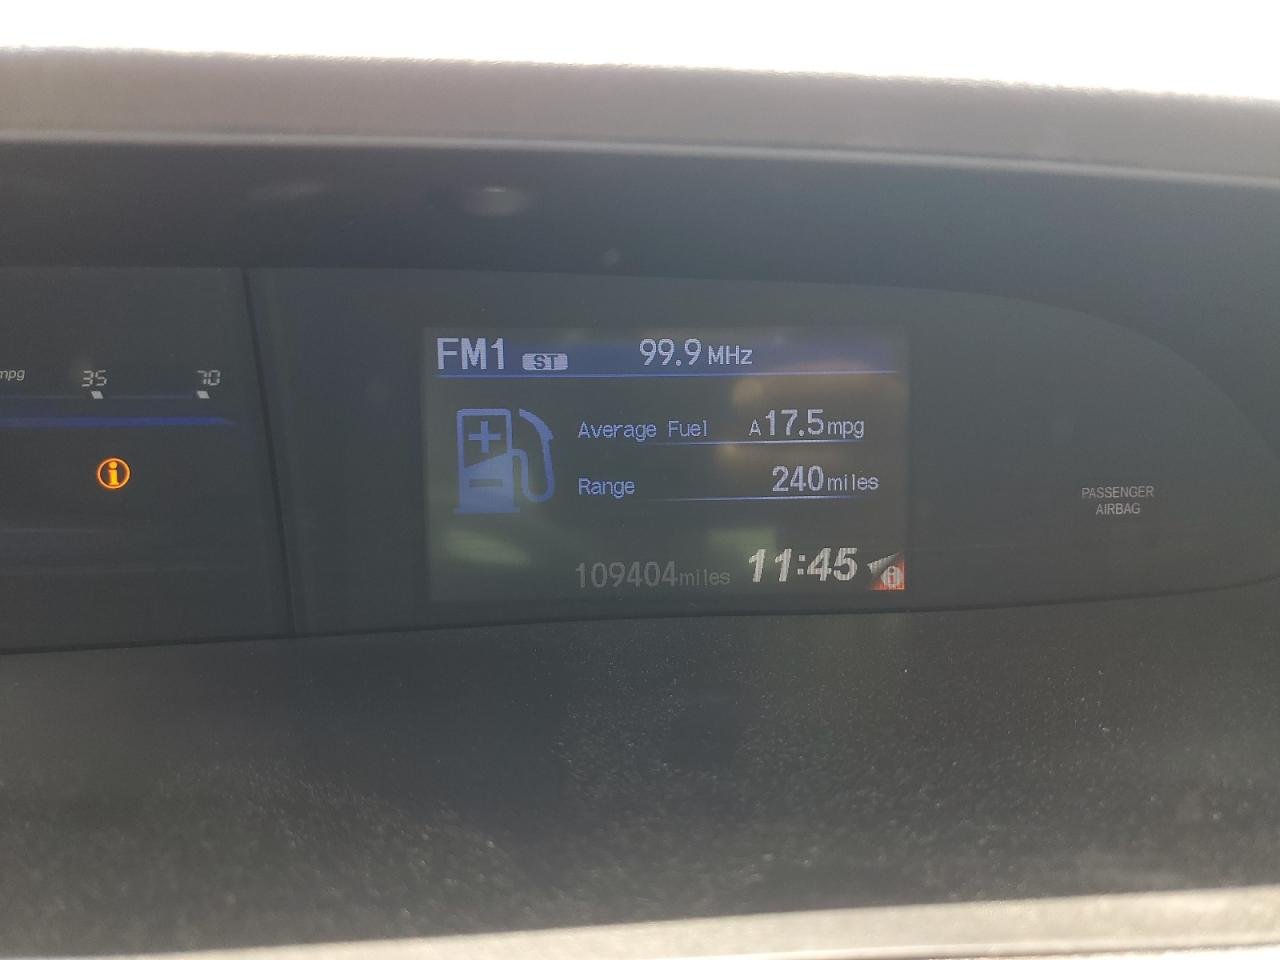 FM1 ST 99.9 MHz
mpg 35 70
Average Fuel A 17.5 mpg
Range 240 miles
PASSENGER
AIRBAG
109404 miles 11:45